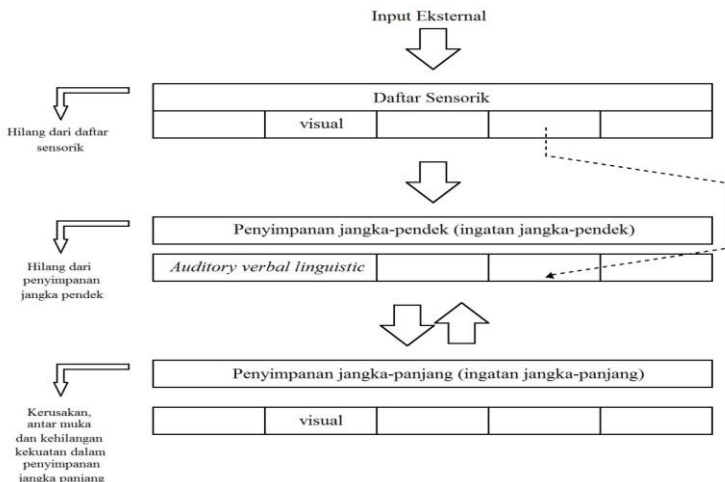 Input Eksternal
Daftar Sensorik
visual
Hilang dari daftar
sensorik
Penyimpanan jangka-pendek (ingatan jangka-pendek)
Auditory verbal linguistic
Hilang dari
penyimpanan
jangka pendek
Penyimpanan jangka-panjang (ingatan jangka-panjang)
visual
Kerusakan,
antar muka
dan kehilangan
kekuatan dalam
penyimpanan
jangka panjang